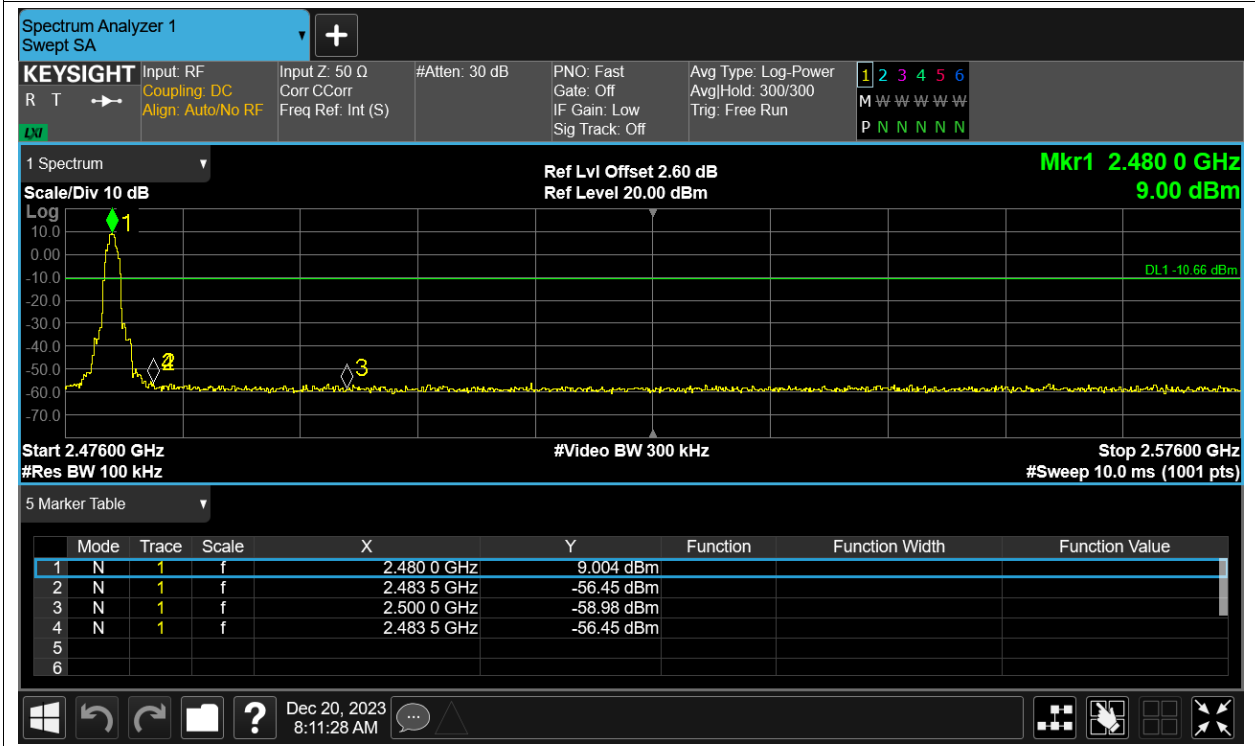 Spectrum Analyzer 1
Swept SA
KEYSIGHT
R T
LXI
Input: RF
Coupling: DC
Align: Auto/No RF
Input Z: 50 Ω
Corr CCorr
Freq Ref: Int (S)
#Atten: 30 dB
PNO: Fast
Gate: Off
IF Gain: Low
Sig Track: Off
Avg Type: Log-Power
Avg|Hold: 300/300
Trig: Free Run
1 2 3 4 5 6
M W W W W W
P N N N N N
1 Spectrum
Scale/Div 10 dB
Ref Lvl Offset 2.60 dB
Ref Level 20.00 dBm
Mkr1 2.480 0 GHz
9.00 dBm
Log
10.0
0.00
-10.0
-20.0
-30.0
-40.0
-50.0
-60.0
-70.0
1
3
DL1 -10.66 dBm
Start 2.47600 GHz
#Video BW 300 kHz
Stop 2.57600 GHz
#Res BW 100 kHz
#Sweep 10.0 ms (1001 pts)
5 Marker Table
Mode Trace Scale X Y Function Function Width Function Value
1 N 1 f 2.480 0 GHz 9.004 dBm
2 N 1 f 2.483 5 GHz -56.45 dBm
3 N 1 f 2.500 0 GHz -58.98 dBm
4 N 1 f 2.483 5 GHz -56.45 dBm
5
6
?
Dec 20, 2023
8:11:28 AM